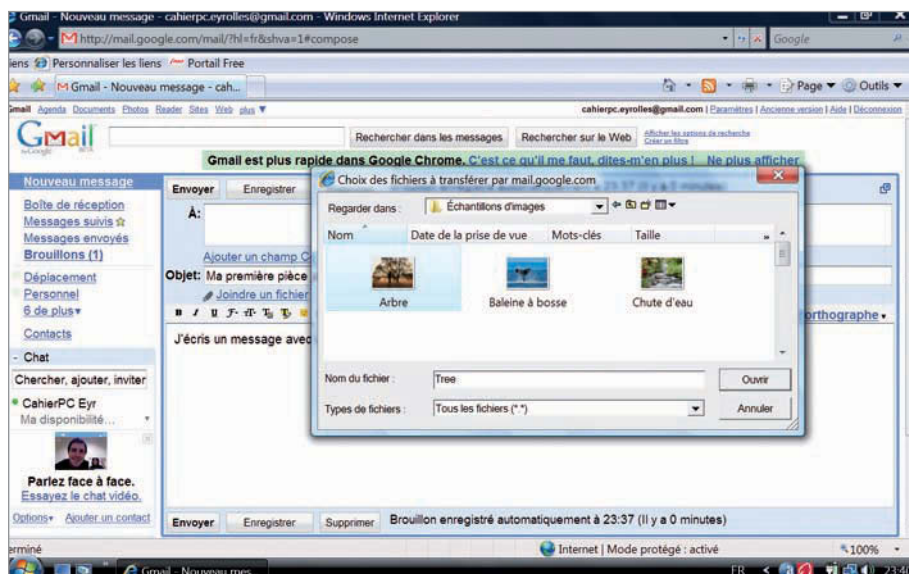 Gmail - Nouveau message - cahierpc.eyrolles@gmail.com - Windows Internet Explorer
http://mail.google.com/mail/?hl=fr&shva=1#compose
Google
iens Personnaliser les liens Portail Free
Gmail - Nouveau message - cah...
Page Outils
Gmail Agenda Documents Photos Reader Sites Web plus
cahierpc.eyrolles@gmail.com | Paramètres | Ancienne version | Aide | Déconnexion
Gmail
Rechercher dans les messages
Rechercher sur le Web
Afficher les options de recherche
Créer un filtre
Gmail est plus rapide dans Google Chrome. C'est ce qu'il me faut, dites-m'en plus ! Ne plus afficher
Nouveau message
Boîte de réception
Messages suivis
Messages envoyés
Brouillons (1)
Déplacement
Personnel
6 de plus
Contacts
- Chat
Chercher, ajouter, inviter
CahierPC Eyr
Ma disponibilité...
Parlez face à face.
Essayez le chat vidéo.
Options Ajouter un contact
Envoyer
Enregistrer
À:
Ajouter un champ C
Objet: Ma première pièce
Joindre un fichier
orthographe
J'écris un message avec
Choix des fichiers à transférer par mail.google.com
Regarder dans :
Échantillons d'images
Nom
Date de la prise de vue
Mots-clés
Taille
»
Arbre
Baleine à bosse
Chute d'eau
Nom du fichier :
Tree
Ouvrir
Types de fichiers :
Tous les fichiers (*.*)
Annuler
Envoyer
Enregistrer
Supprimer
Brouillon enregistré automatiquement à 23:37 (Il y a 0 minutes)
erminé
Internet | Mode protégé : activé
100%
Gmail - Nouveau mes...
FR
23:40